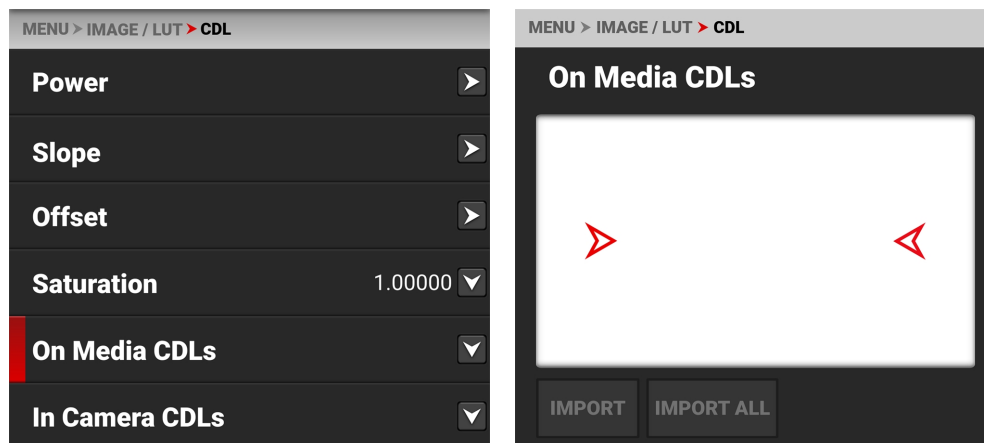 MENU IMAGE / LUT CDL
Power
Slope
Offset
Saturation 1.00000
On Media CDLs
In Camera CDLs
MENU IMAGE / LUT CDL
On Media CDLs
IMPORT IMPORT ALL